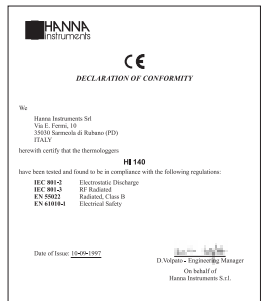 HANNA
instruments
CE
DECLARATION OF CONFORMITY
We
Hanna Instruments Srl
Via E. Fermi, 10
35030 Sarmeola di Rubano (PD)
ITALY
herewith certify that the thermologgers
HI 140
have been tested and found to be in compliance with the following regulations:
IEC 801-2 Electrostatic Discharge
IEC 801-3 RF Radiated
EN 55022 Radiated, Class B
EN 61010-1 Electrical Safety
Date of Issue: 10-09-1997
D.Volpato - Engineering Manager
On behalf of
Hanna Instruments S.r.l.